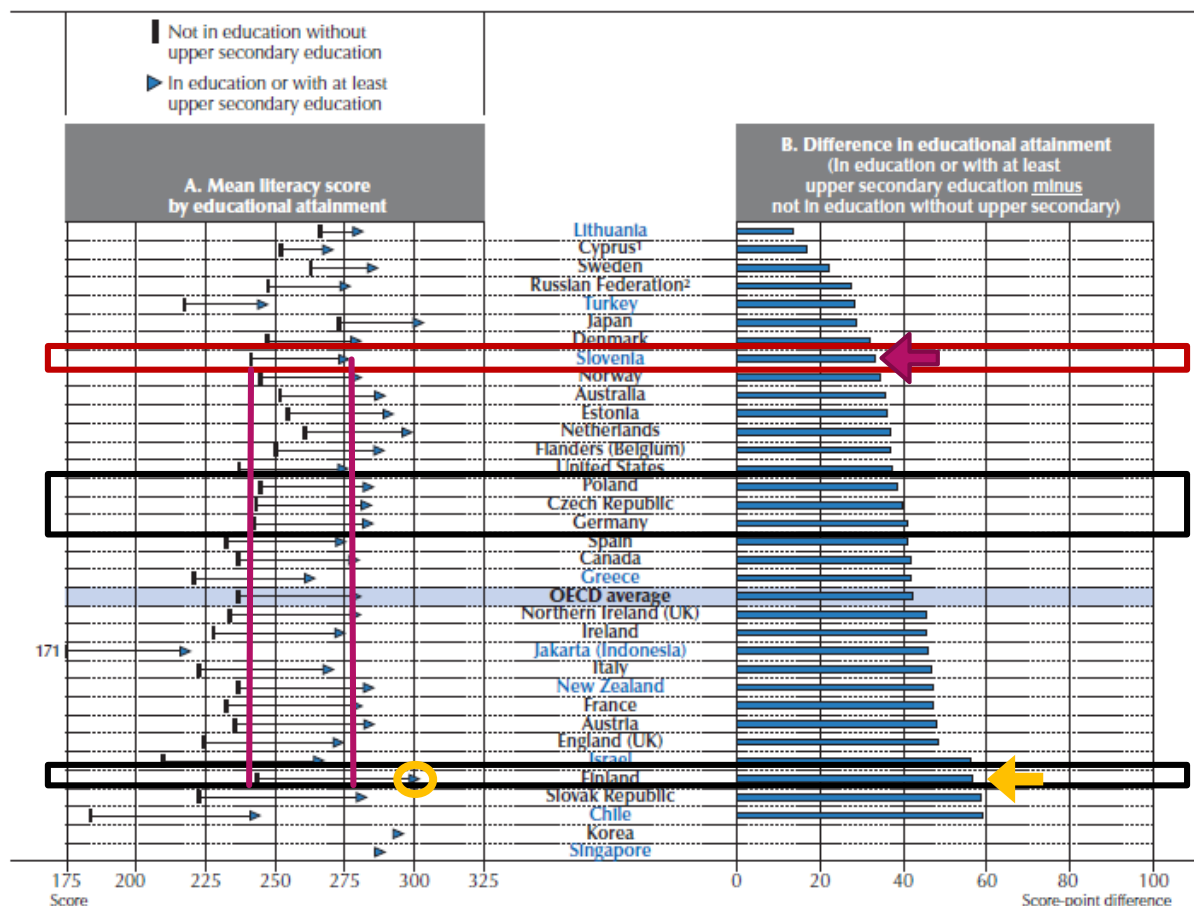 Not in education without
upper secondary education
In education or with at least
upper secondary education
A. Mean literacy score
by educational attainment
B. Difference in educational attainment
(In education or with at least
upper secondary education minus
not in education without upper secondary)
Lithuania
Cyprus¹
Sweden
Russian Federation²
Turkey
Japan
Denmark
Slovenia
Norway
Australia
Estonia
Netherlands
Flanders (Belgium)
United States
Poland
Czech Republic
Germany
Spain
Canada
Greece
OECD average
Northern Ireland (UK)
Ireland
171 Jakarta (Indonesia)
Italy
New Zealand
France
Austria
England (UK)
Israel
Finland
Slovak Republic
Chile
Korea
Singapore
175 200 225 250 275 300 325 0 20 40 60 80 100
Score Score-point difference